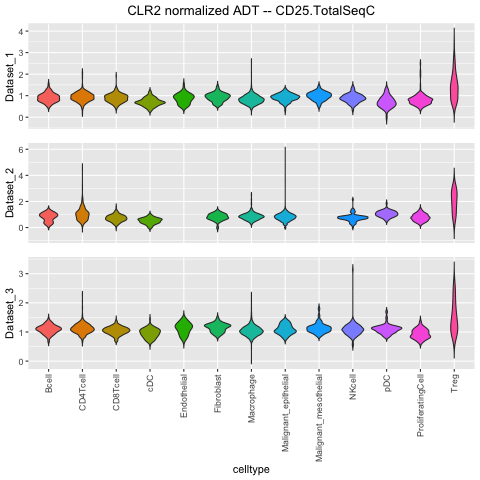 CLR2 normalized ADT -- CD25.TotalSeqC
Dataset_1
4
3
2
1
0
Dataset_2
6
4
2
0
Dataset_3
3
2
1
0
Bcell
CD4Tcell
CD8Tcell
cDC
Endothelial
Fibroblast
Macrophage
Malignant_epithelial
Malignant_mesothelial
NKcell
pDC
ProliferatingCell
Treg
celltype